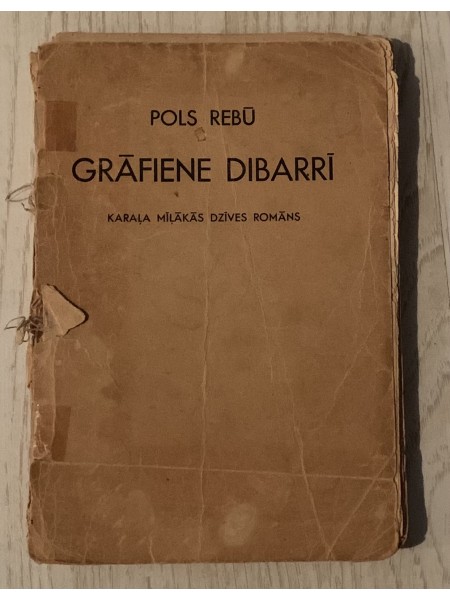 POLS REBŪ
GRĀFIENE DIBARRĪ
KARAĻA MĪĻĀKĀS DZĪVES ROMĀNS